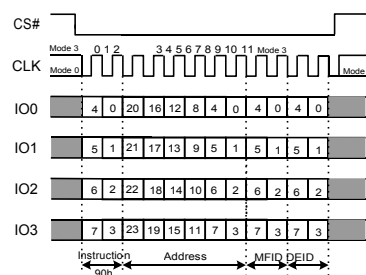 CS#
Mode 3 0 1 2 3 4 5 6 7 8 9 10 11 Mode 3
CLK
Mode 0 Mode
IO0 4 0 20 16 12 8 4 0 4 0 4 0
IO1 5 1 21 17 13 9 5 1 5 1 5 1
IO2 6 2 22 18 14 10 6 2 6 2 6 2
IO3 7 3 23 19 15 11 7 3 7 3 7 3
Instruction Address MFID DEID
90h